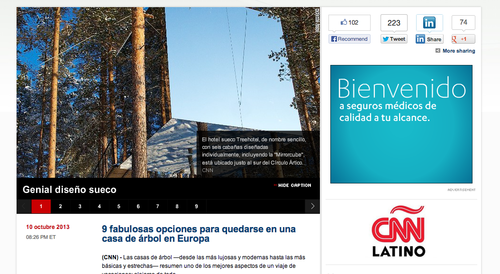 102
223
74
Recommend
Tweet
Share
+1
More sharing
Bienvenido
a seguros médicos de
calidad a tu alcance.
El hotel sueco Treehotel, de nombre sencillo,
con seis cabañas diseñadas
individualmente, incluyendo la "Mirrorcube".
está ubicado justo al sur del Círculo Ártico.
CNN
Genial diseño sueco
HIDE CAPTION
1 2 3 4 5 6 7 8 9
ADVERTISEMENT
10 octubre 2013
08:26 PM ET
9 fabulosas opciones para quedarse en una
casa de árbol en Europa
(CNN) - Las casas de árbol —desde las más lujosas y modernas hasta las más
básicas y estrechas— resumen uno de los mejores aspectos de un viaje de
CNN
LATINO